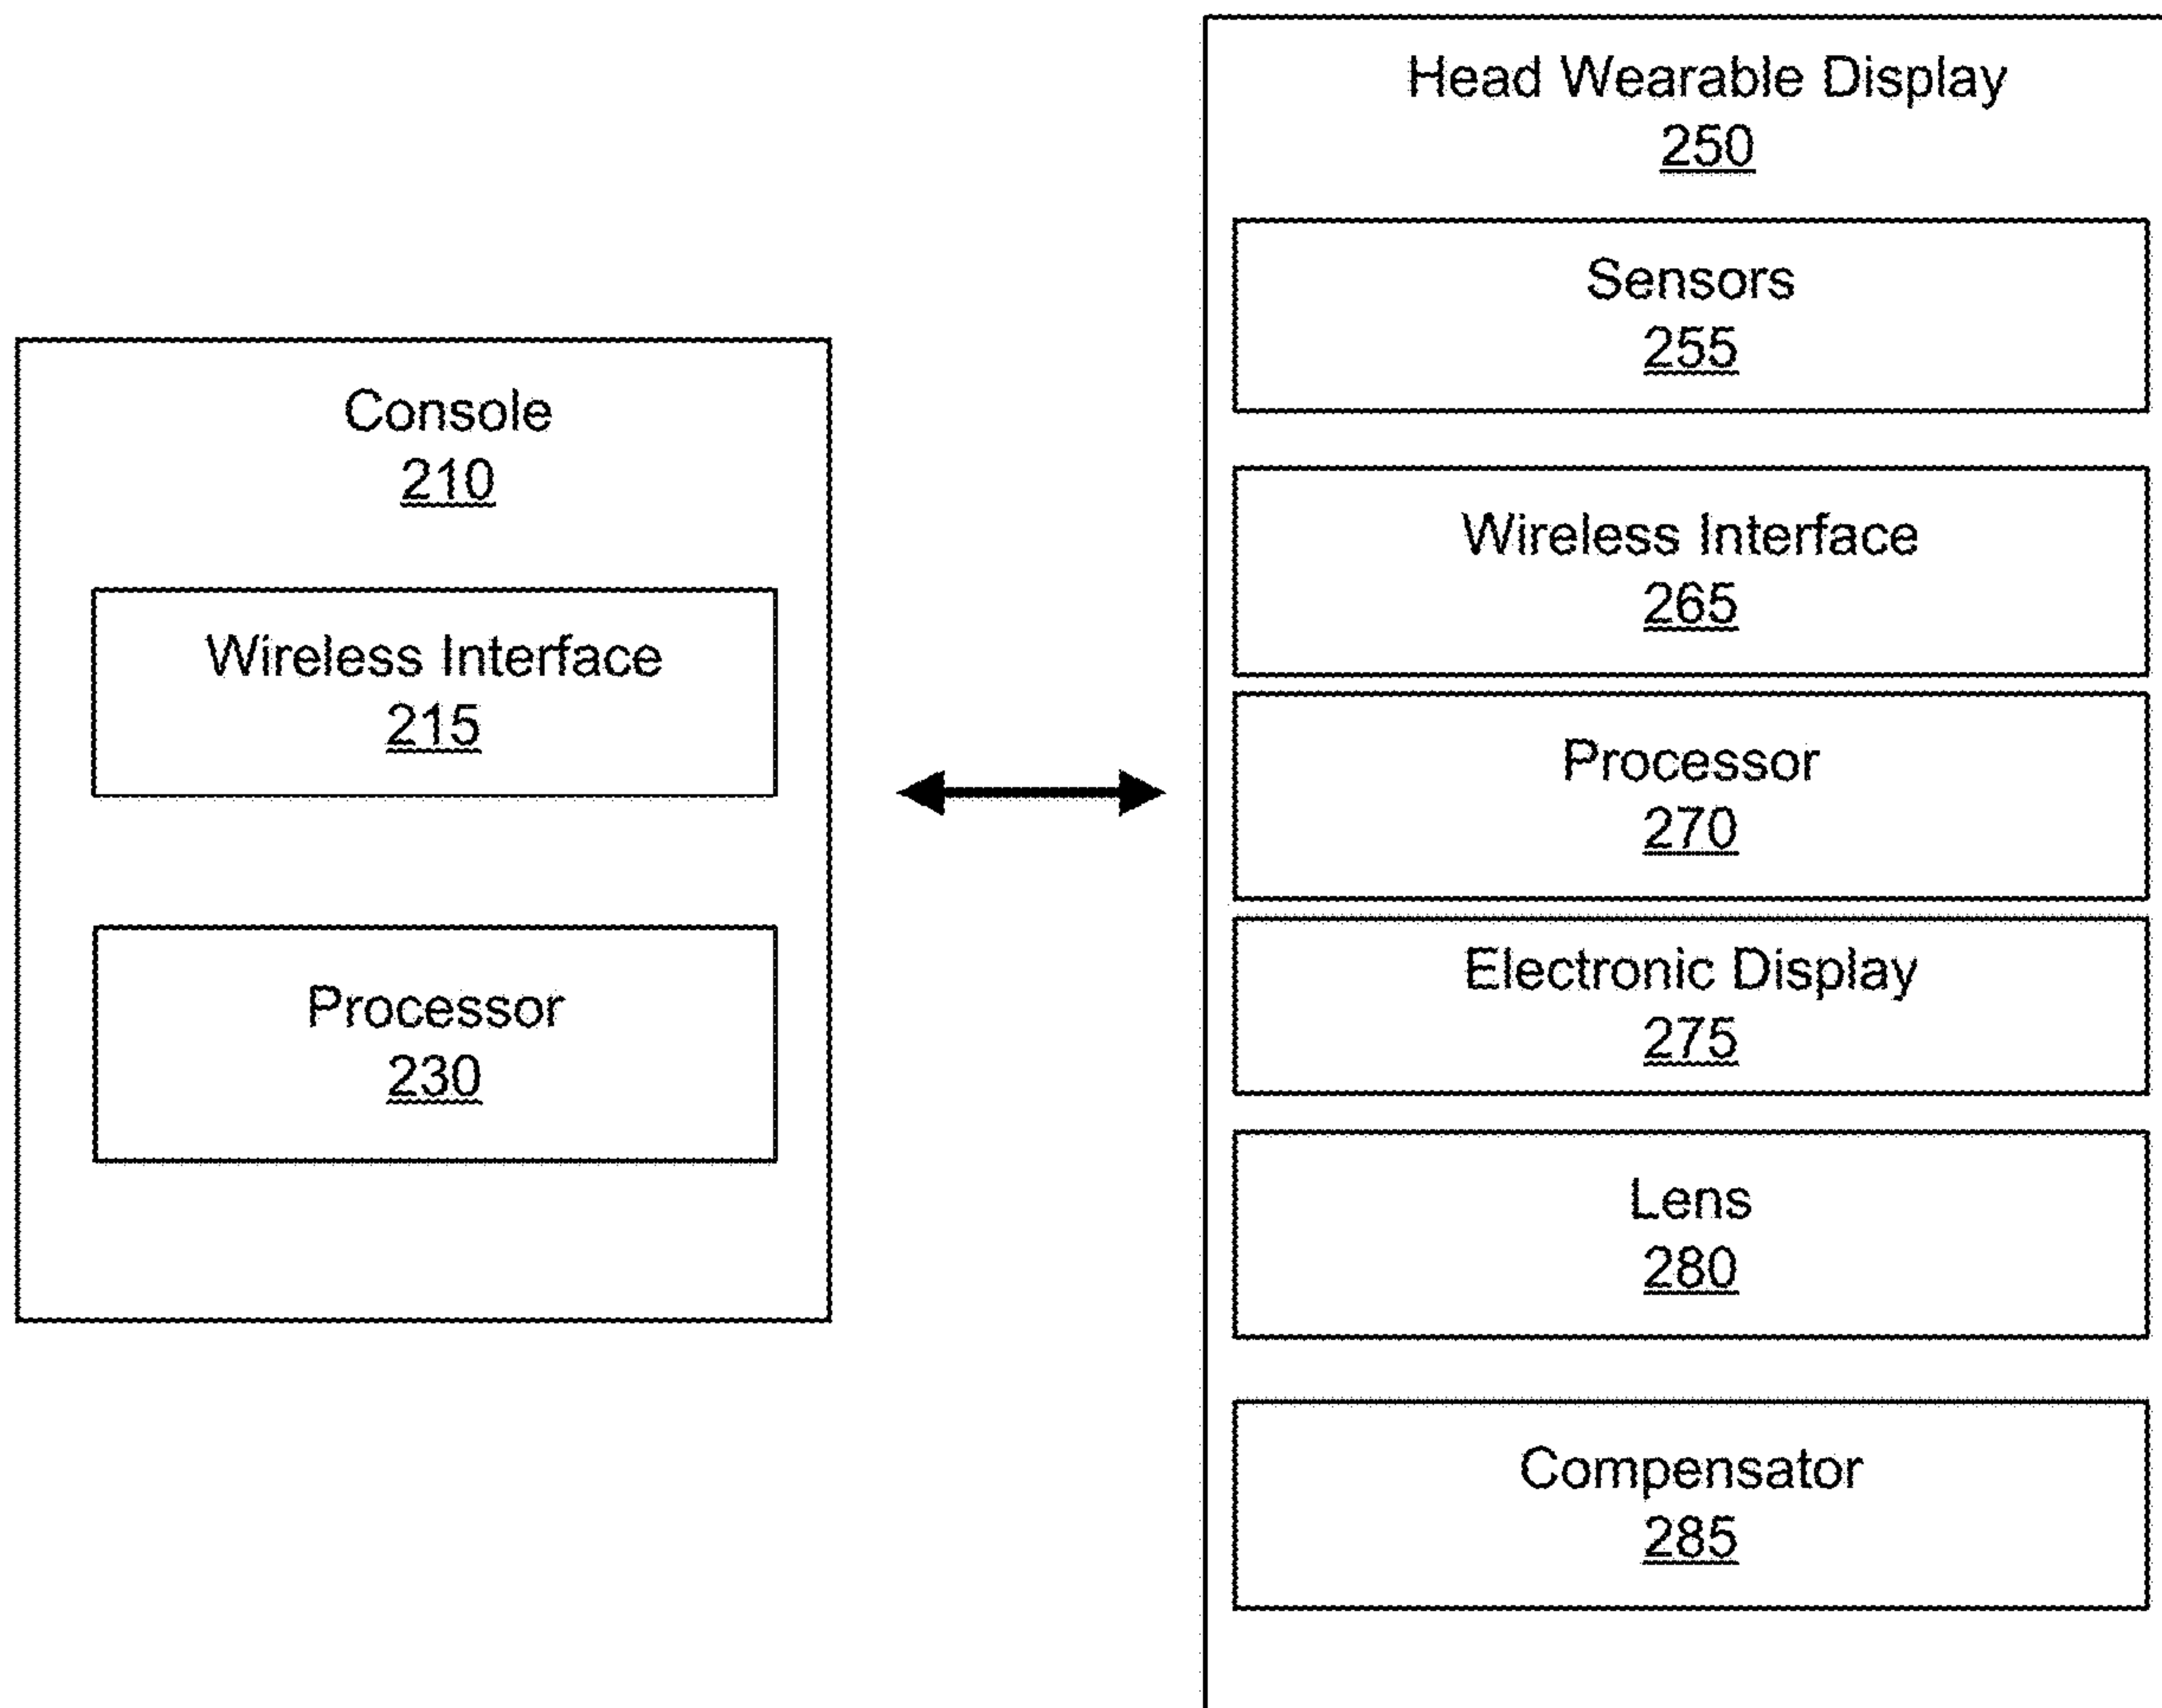 Console
210
Wireless Interface
215
Processor
230
Head Wearable Display
250
Sensors
255
Wireless Interface
265
Processor
270
Electronic Display
275
Lens
280
Compensator
285